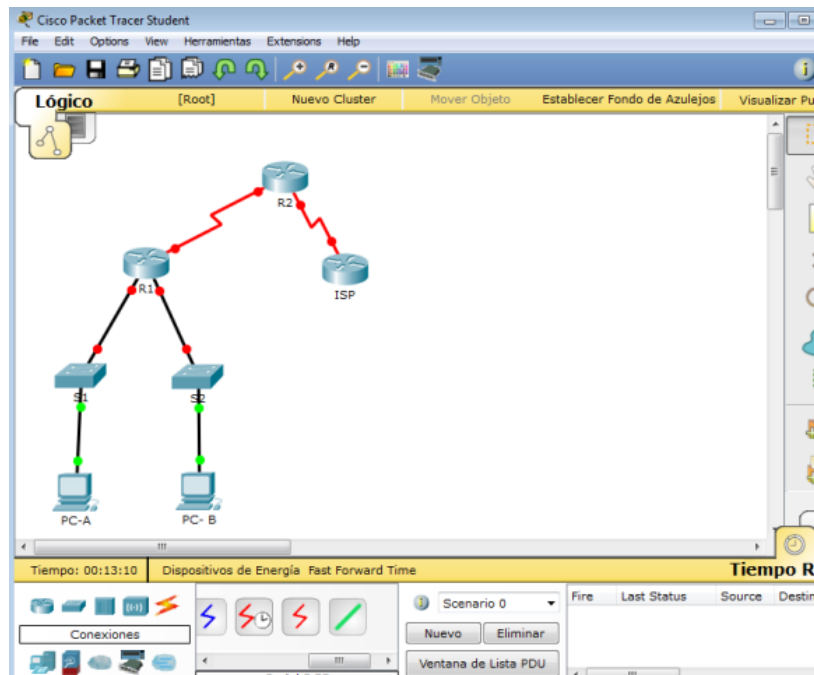 Cisco Packet Tracer Student
File Edit Options View Herramientas Extensions Help
Lógico [Root] Nuevo Cluster Mover Objeto Establecer Fondo de Azulejos Visualizar Pu
R2
R1
ISP
S1 S2
PC-A PC- B
Tiempo: 00:13:10 Dispositivos de Energía Fast Forward Time Tiempo R
Scenario 0 Fire Last Status Source Destin
Conexiones Nuevo Eliminar
Ventana de Lista PDU